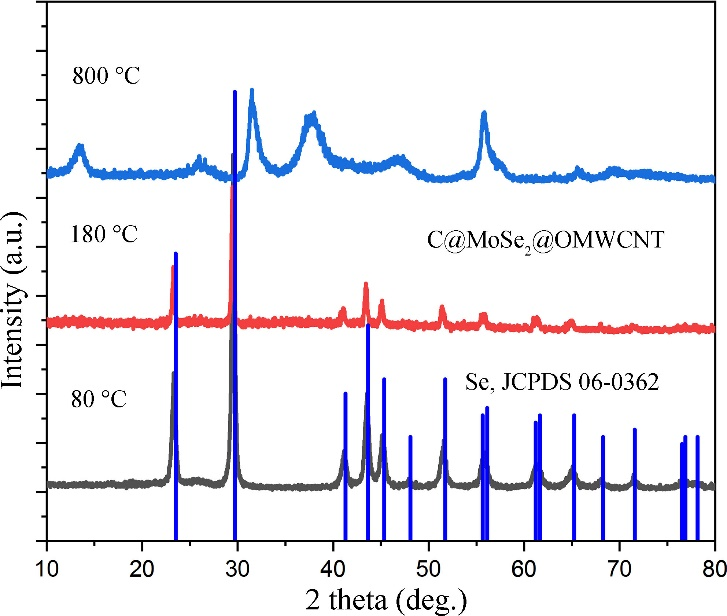 800 °C
180 °C
C@MoSe₂@OMWCNT
Se, JCPDS 06-0362
80 °C
Intensity (a.u.)
10 20 30 40 50 60 70 80
2 theta (deg.)